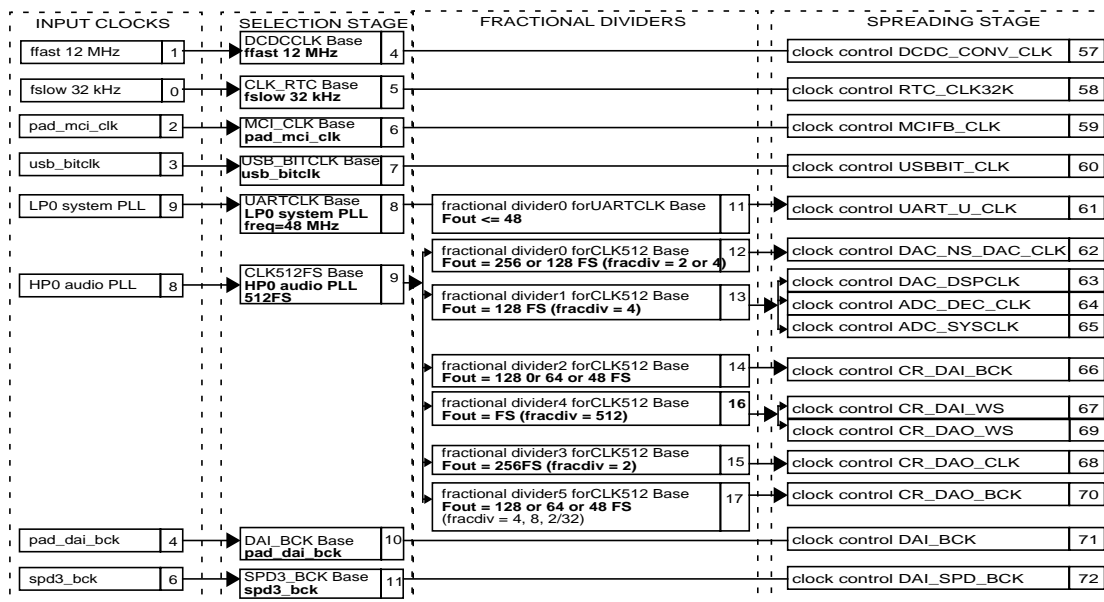 INPUT CLOCKS
SELECTION STAGE
FRACTIONAL DIVIDERS
SPREADING STAGE
ffast 12 MHz 1
DCDCCLK Base
ffast 12 MHz 4
clock control DCDC_CONV_CLK 57
fslow 32 kHz 0
CLK_RTC Base
fslow 32 kHz 5
clock control RTC_CLK32K 58
pad_mci_clk 2
MCI_CLK Base
pad_mci_clk 6
clock control MCIFB_CLK 59
usb_bitclk 3
USB_BITCLK Base
usb_bitclk 7
clock control USBBIT_CLK 60
LP0 system PLL 9
UARTCLK Base
LP0 system PLL
freq=48 MHz 8
fractional divider0 forUARTCLK Base
Fout <= 48 11
clock control UART_U_CLK 61
HP0 audio PLL 8
CLK512FS Base
HP0 audio PLL
512FS 9
fractional divider0 forCLK512 Base
Fout = 256 or 128 FS (fracdiv = 2 or 4) 12
clock control DAC_NS_DAC_CLK 62
fractional divider1 forCLK512 Base
Fout = 128 FS (fracdiv = 4) 13
clock control DAC_DSPCLK 63
clock control ADC_DEC_CLK 64
clock control ADC_SYSCLK 65
fractional divider2 forCLK512 Base
Fout = 128 0r 64 or 48 FS 14
clock control CR_DAI_BCK 66
fractional divider4 forCLK512 Base
Fout = FS (fracdiv = 512) 16
clock control CR_DAI_WS 67
clock control CR_DAO_WS 69
fractional divider3 forCLK512 Base
Fout = 256FS (fracdiv = 2) 15
clock control CR_DAO_CLK 68
fractional divider5 forCLK512 Base
Fout = 128 or 64 or 48 FS
(fracdiv = 4, 8, 2/32) 17
clock control CR_DAO_BCK 70
pad_dai_bck 4
DAI_BCK Base
pad_dai_bck 10
clock control DAI_BCK 71
spd3_bck 6
SPD3_BCK Base
spd3_bck 11
clock control DAI_SPD_BCK 72